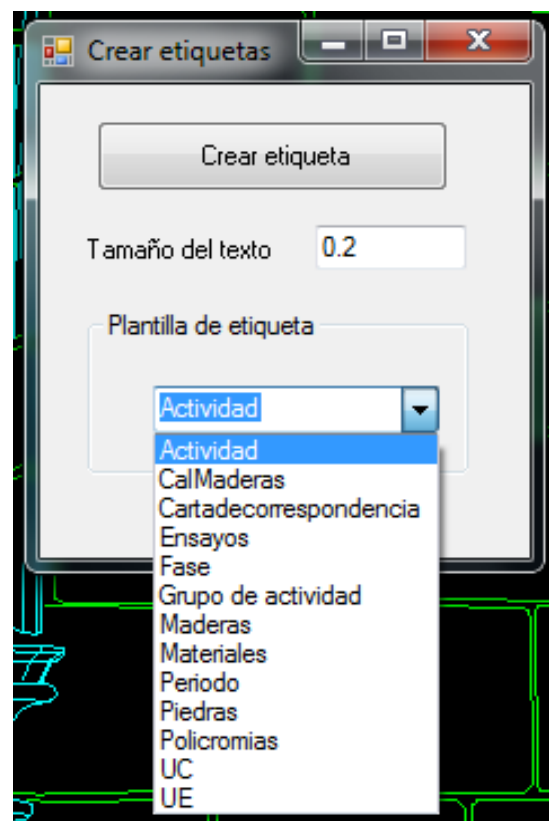 Crear etiquetas
Crear etiqueta
Tamaño del texto 0.2
Plantilla de etiqueta
Actividad
Actividad
CalMaderas
Cartadecorrespondencia
Ensayos
Fase
Grupo de actividad
Maderas
Materiales
Periodo
Piedras
Policromias
UC
UE